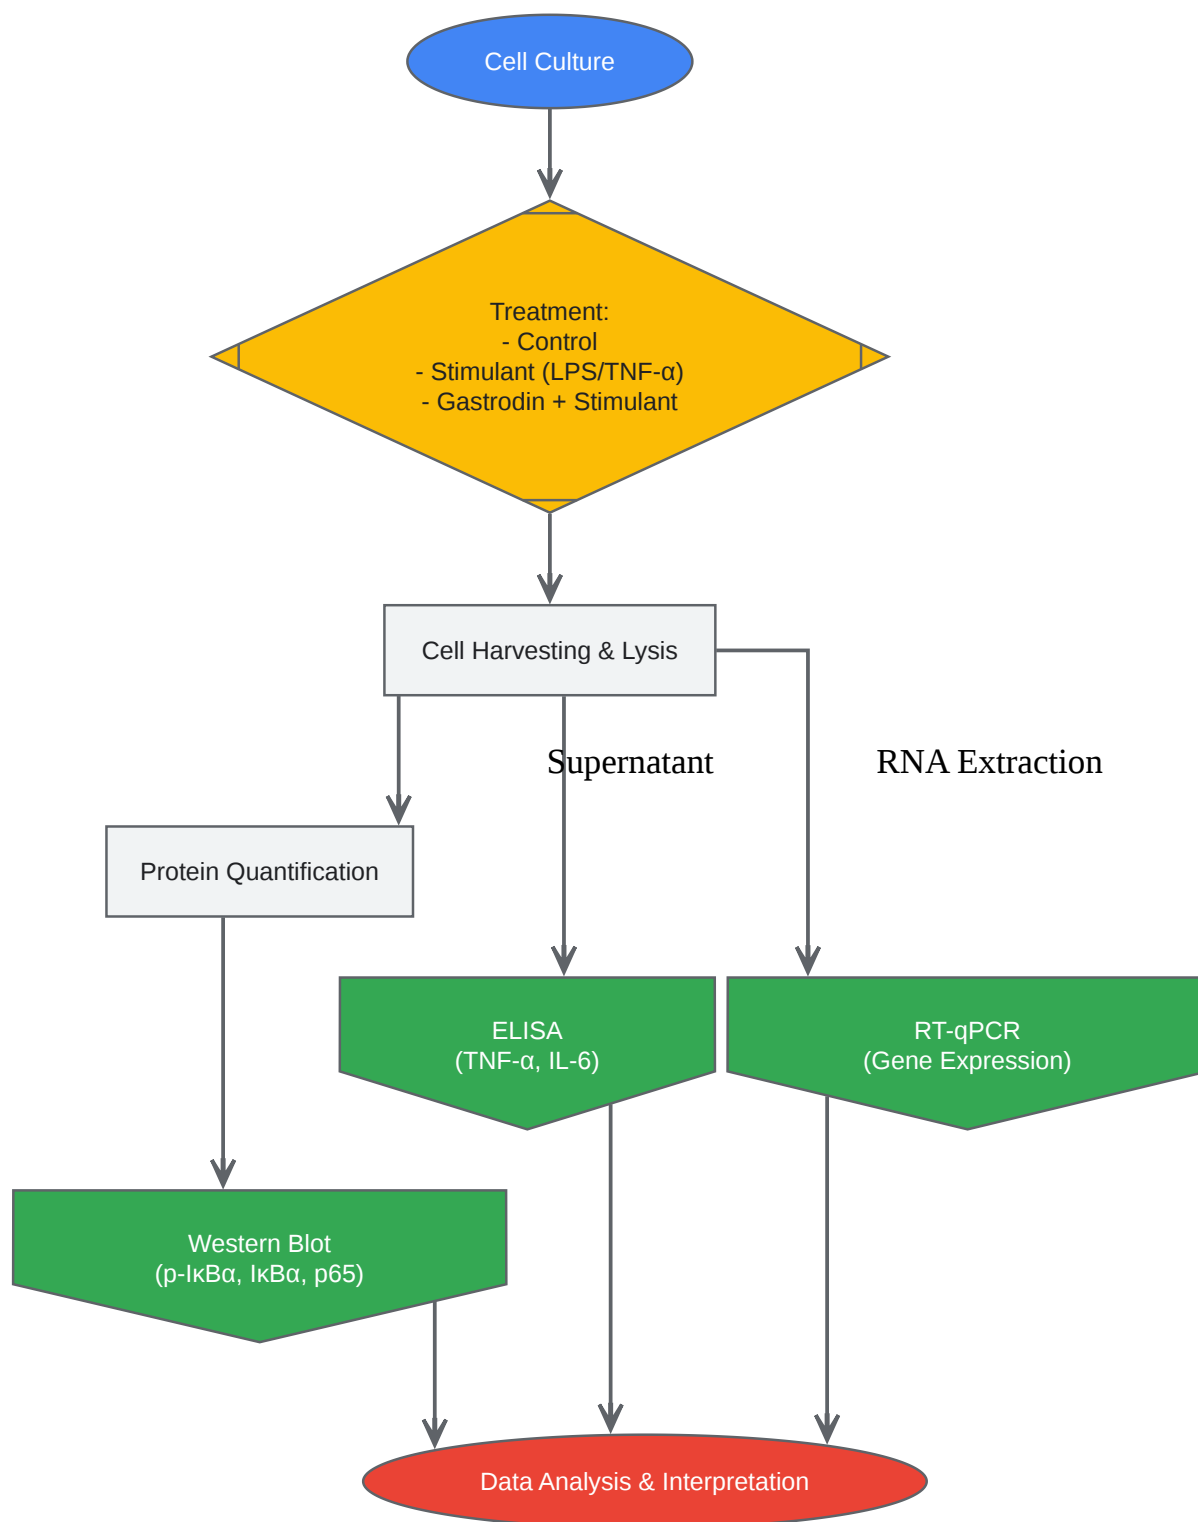 Cell Culture
Treatment:
- Control
- Stimulant (LPS/TNF-α)
- Gastrodin + Stimulant
Cell Harvesting & Lysis
Supernatant
RNA Extraction
Protein Quantification
ELISA
(TNF-α, IL-6)
RT-qPCR
(Gene Expression)
Western Blot
(p-IκBα, IκBα, p65)
Data Analysis & Interpretation